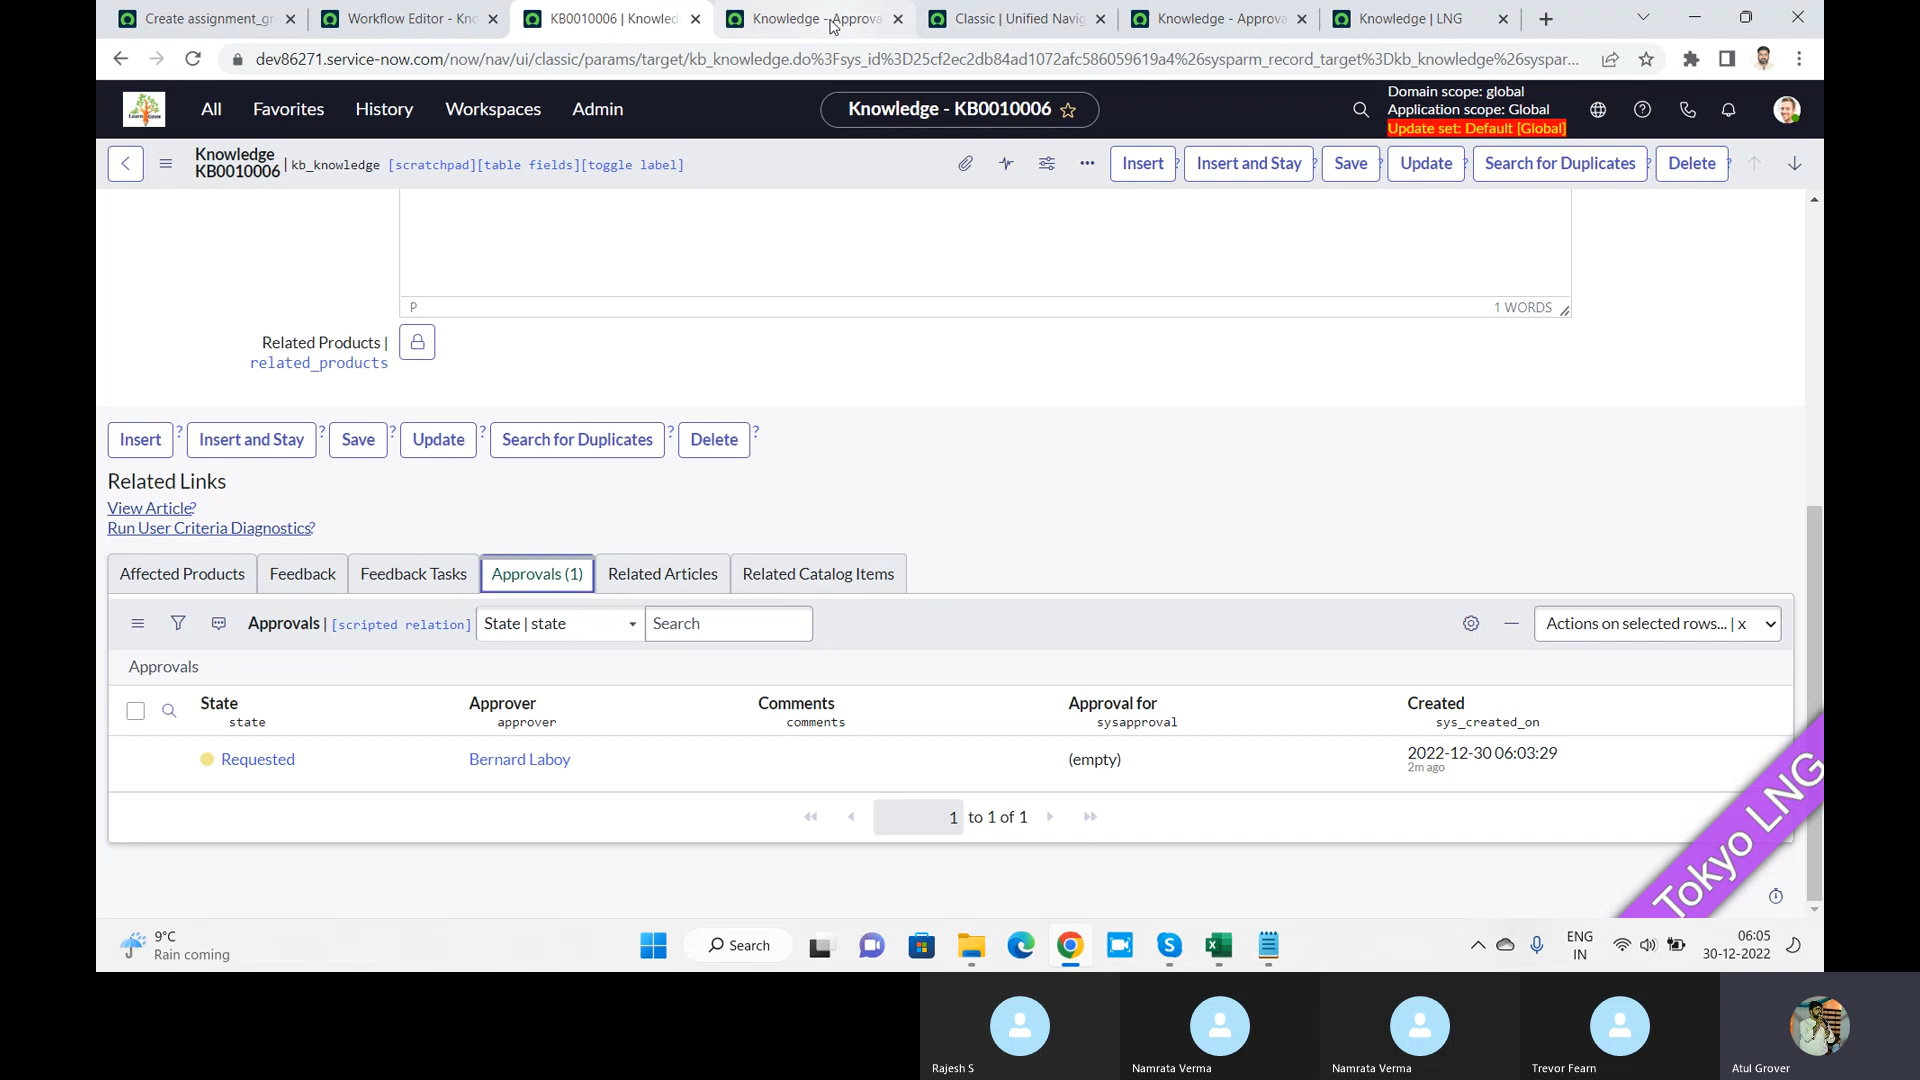 Create assignment_gr
Workflow Editor - Kno
KB0010006 | Knowled
Knowledge - Approva
Classic | Unified Navig
Knowledge - Approva
Knowledge | LNG
dev86271.service-now.com/now/nav/ui/classic/params/target/kb_knowledge.do%3Fsys_id%3D25cf2ec2db84ad1072afc586059619a4%26sysparm_record_target%3Dkb_knowledge%26syspar...
All
Favorites
History
Workspaces
Admin
Knowledge - KB0010006
Domain scope: global
Application scope: Global
Update set: Default [Global]
Knowledge
KB0010006 | kb_knowledge [scratchpad][table fields][toggle label]
Insert ?
Insert and Stay ?
Save ?
Update ?
Search for Duplicates ?
Delete ?
P
1 WORDS
Related Products |
related_products
Insert ?
Insert and Stay ?
Save ?
Update ?
Search for Duplicates ?
Delete ?
Related Links
View Article?
Run User Criteria Diagnostics?
Affected Products
Feedback
Feedback Tasks
Approvals (1)
Related Articles
Related Catalog Items
Approvals | [scripted relation]
State | state
Search
Actions on selected rows... | x
Approvals
State
state
Approver
approver
Comments
comments
Approval for
sysapproval
Created
sys_created_on
Requested
Bernard Laboy
(empty)
2022-12-30 06:03:29
2m ago
1 to 1 of 1
Tokyo LNG
9°C
Rain coming
Search
ENG
IN
06:05
30-12-2022
Rajesh S
Namrata Verma
Namrata Verma
Trevor Fearn
Atul Grover